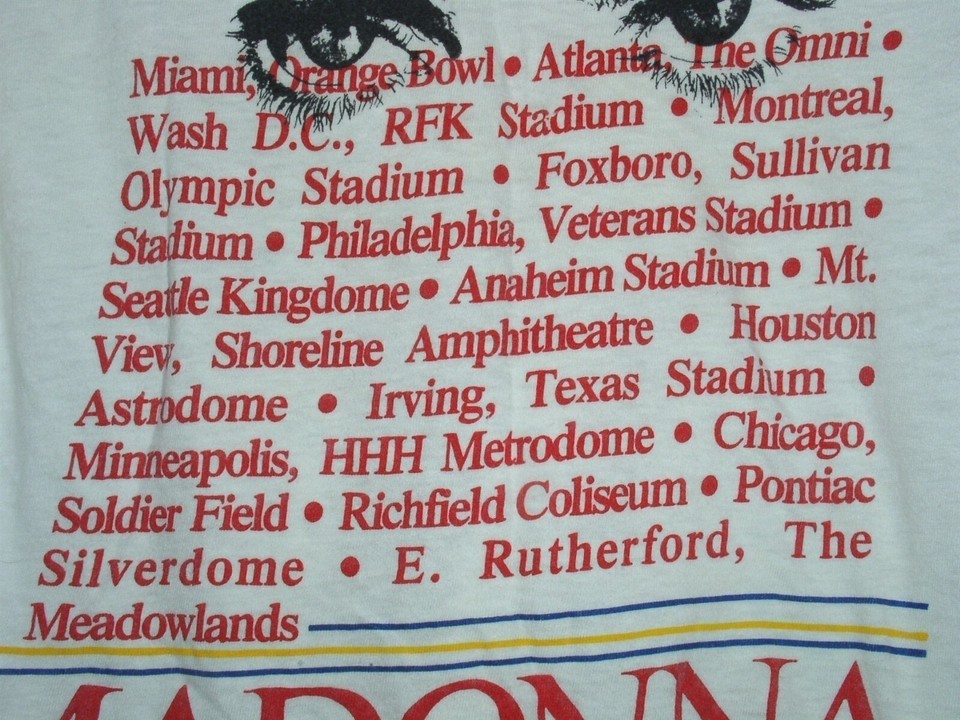 Miami, Orange Bowl • Atlanta, The Omni •
Wash D.C., RFK Stadium • Montreal,
Olympic Stadium • Foxboro, Sullivan
Stadium • Philadelphia, Veterans Stadium •
Seattle Kingdome • Anaheim Stadium • Mt.
View, Shoreline Amphitheatre • Houston
Astrodome • Irving, Texas Stadium •
Minneapolis, HHH Metrodome • Chicago,
Soldier Field • Richfield Coliseum • Pontiac
Silverdome • E. Rutherford, The
Meadowlands
MADONNA